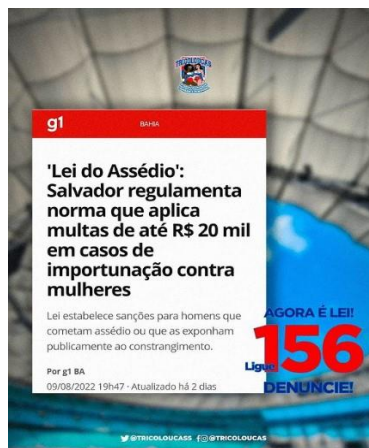 TRICOLOUCAS
g1
BAHIA
'Lei do Assédio':
Salvador regulamenta
norma que aplica
multas de até R$ 20 mil
em casos de
importunação contra
mulheres
Lei estabelece sanções para homens que
cometam assédio ou que as exponham
publicamente ao constrangimento.
Por g1 BA
09/08/2022 19h47 · Atualizado há 2 dias
AGORA É LEI!
Ligue 156
DENUNCIE!
@TRICOLOUCASS @TRICOLOUCAS